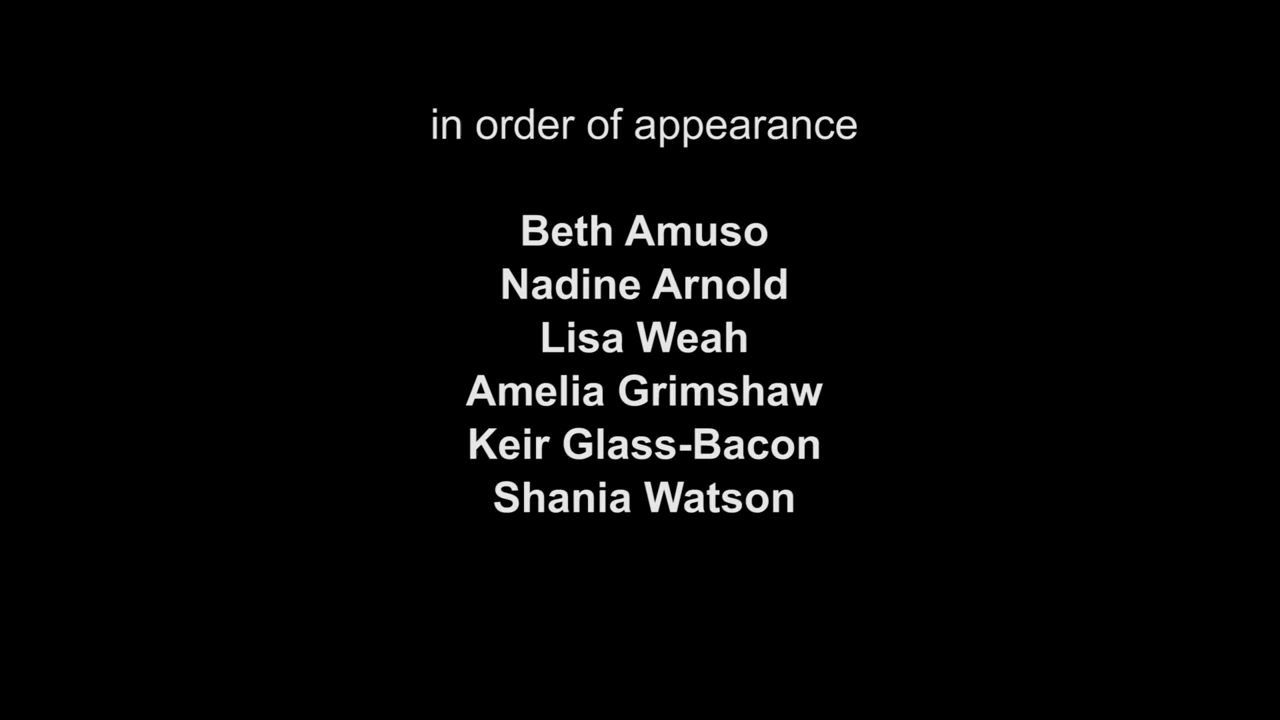 in order of appearance
Beth Amuso
Nadine Arnold
Lisa Weah
Amelia Grimshaw
Keir Glass-Bacon
Shania Watson